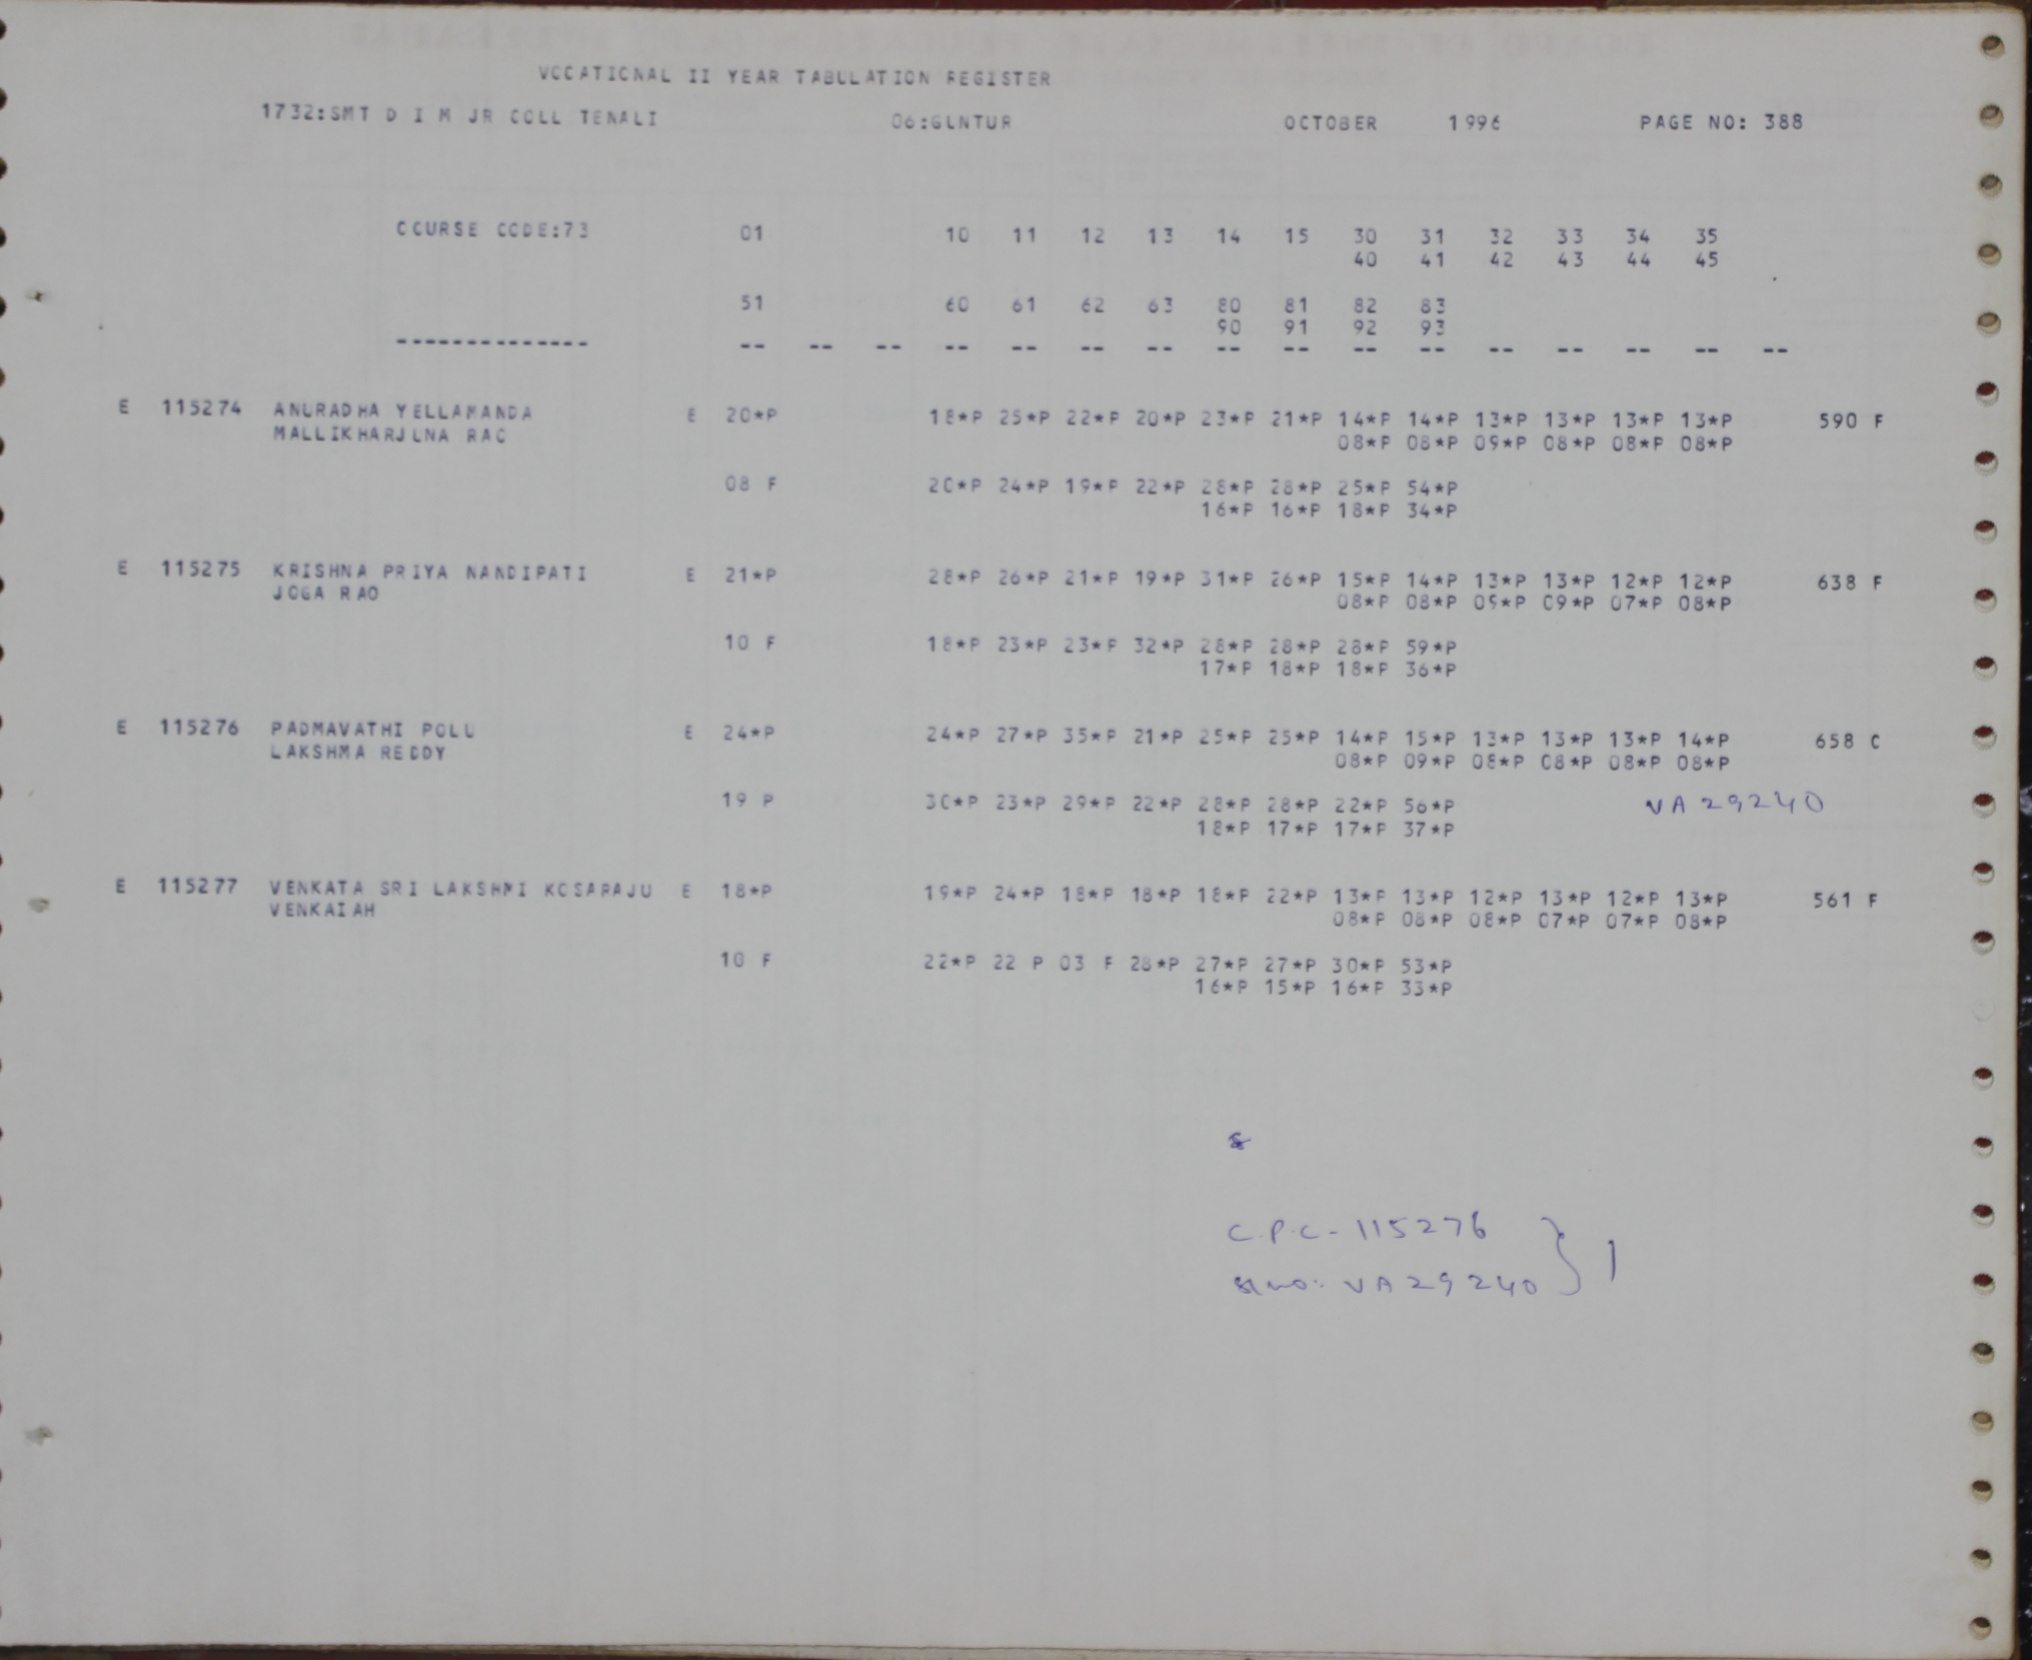 VOCATIONAL II YEAR TABULATION REGISTER
1732:SMT D I M JR COLL TENALI 06:GUNTUR OCTOBER 1996 PAGE NO: 388
COURSE CODE:73 01 10 11 12 13 14 15 30 31 32 33 34 35
40 41 42 43 44 45
51 60 61 62 63 80 81 82 83
90 91 92 93
-------------- -- -- -- -- -- -- -- -- -- -- -- -- -- -- -- --
E 115274 ANURADHA YELLAMANDA E 20*P 18*P 25*P 22*P 20*P 23*P 21*P 14*P 14*P 13*P 13*P 13*P 13*P 590 F
MALLIKHARJUNA RAO 08*P 08*P 09*P 08*P 08*P 08*P
08 F 20*P 24*P 19*P 22*P 28*P 28*P 25*P 54*P
16*P 16*P 18*P 34*P
E 115275 KRISHNA PRIYA NANDIPATI E 21*P 28*P 26*P 21*P 19*P 31*P 26*P 15*P 14*P 13*P 13*P 12*P 12*P 638 F
JOGA RAO 08*P 08*P 09*P 09*P 07*P 08*P
10 F 18*P 23*P 23*P 32*P 28*P 28*P 28*P 59*P
17*P 18*P 18*P 36*P
E 115276 PADMAVATHI POLU E 24*P 24*P 27*P 35*P 21*P 25*P 25*P 14*P 15*P 13*P 13*P 13*P 14*P 658 C
LAKSHMA REDDY 08*P 09*P 08*P 08*P 08*P 08*P
19 P 30*P 23*P 29*P 22*P 28*P 28*P 22*P 56*P VA 29240
18*P 17*P 17*P 37*P
E 115277 VENKATA SRI LAKSHMI KOSARAJU E 18*P 19*P 24*P 18*P 18*P 18*P 22*P 13*P 13*P 12*P 13*P 12*P 13*P 561 F
VENKAIAH 08*P 08*P 08*P 07*P 07*P 08*P
10 F 22*P 22 P 03 F 28*P 27*P 27*P 30*P 53*P
16*P 15*P 16*P 33*P
C.P.C - 115276 } 1
Sl no: VA 29240